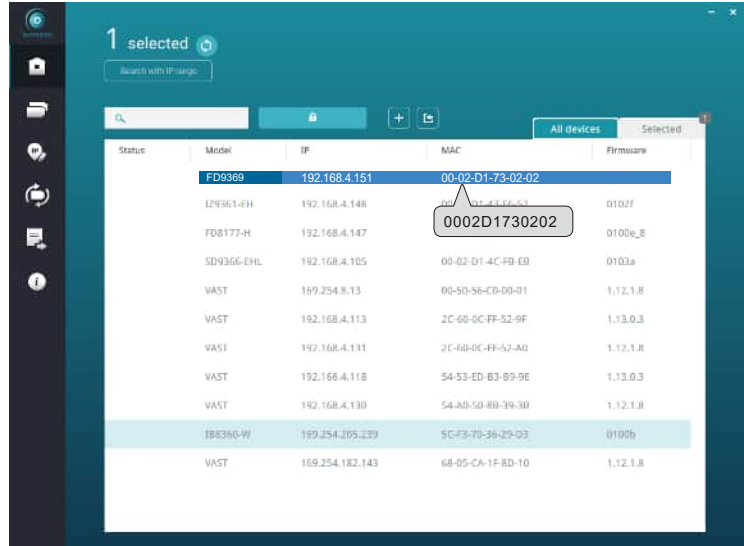 1 selected
Search with IP range
All devices Selected
Status Model IP MAC Firmware
FD9369 192.168.4.151 00-02-D1-73-02-02
IZ9361-EH 192.168.4.148 0102f
0002D1730202
FD8177-H 192.168.4.147 0100e_8
SD9366-EHL 192.168.4.105 00-02-D1-4C-FB-EB 0103a
VAST 169.254.8.13 00-50-56-C0-00-01 1.12.1.8
VAST 192.168.4.113 2C-60-0C-FF-52-9F 1.13.0.3
VAST 192.168.4.131 2C-60-0C-FF-52-A0 1.12.1.8
VAST 192.168.4.118 54-53-ED-B3-B9-9E 1.13.0.3
VAST 192.168.4.130 54-A0-50-8B-39-3B 1.12.1.8
IB8360-W 169.254.205.239 5C-F3-70-36-29-D3 0100b
VAST 169.254.182.143 68-05-CA-1F-8D-10 1.12.1.8